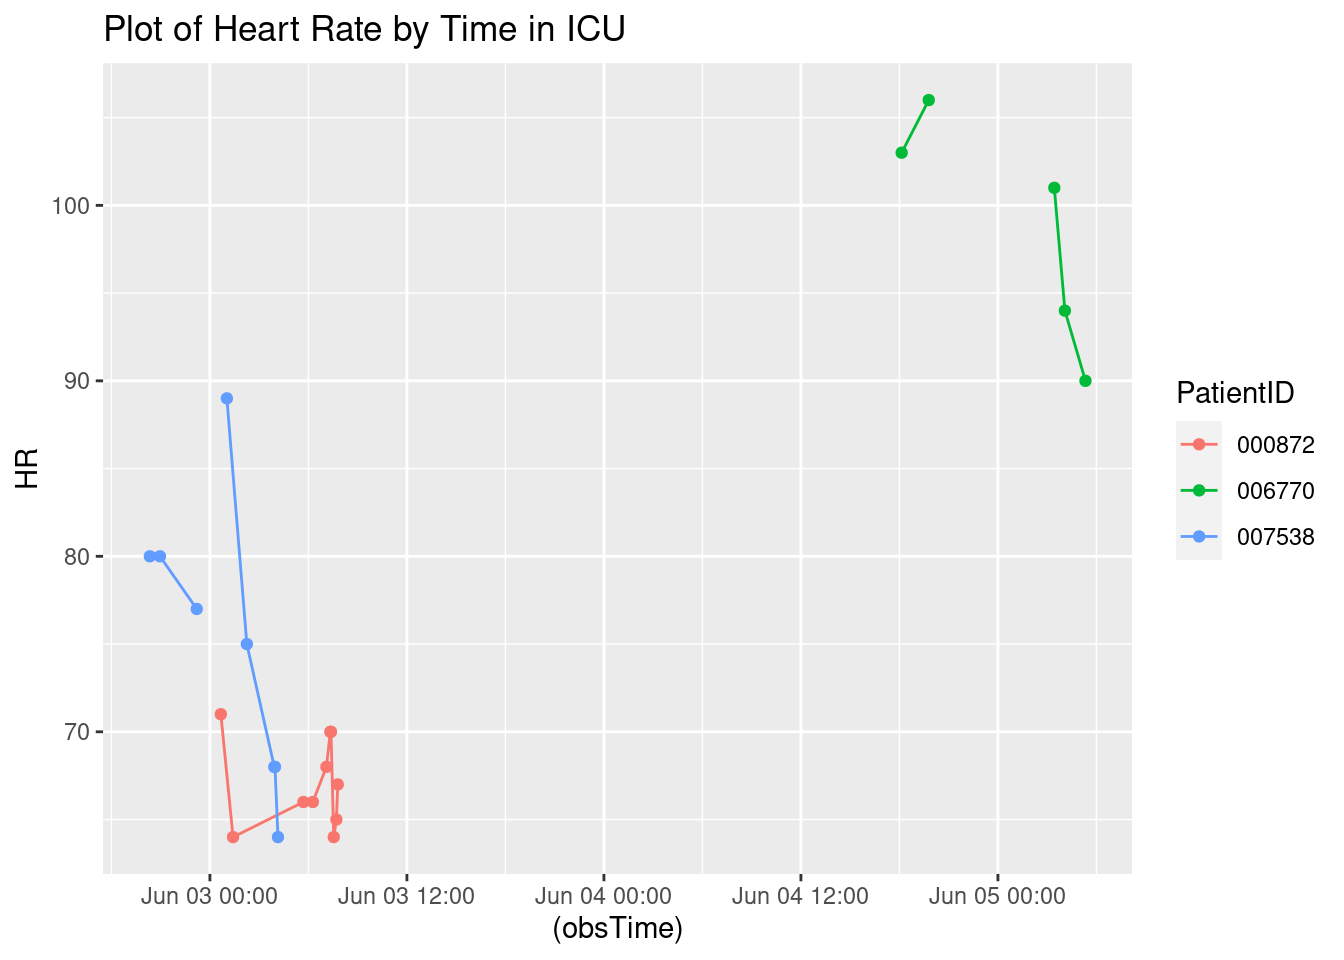 Plot of Heart Rate by Time in ICU
HR
100
90
80
70
Jun 03 00:00 Jun 03 12:00 Jun 04 00:00 Jun 04 12:00 Jun 05 00:00
(obsTime)
PatientID
000872
006770
007538